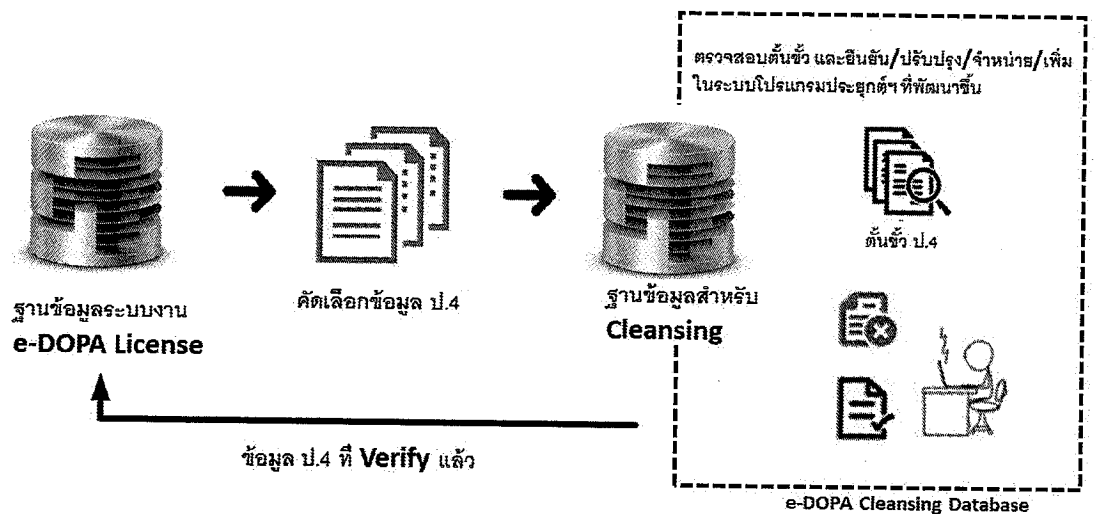 ตรวจสอบต้นขั้ว และยืนยัน/ปรับปรุง/จำหน่าย/เพิ่ม
ในระบบโปรแกรมประยุกต์ฯ ที่พัฒนาขึ้น
ต้นขั้ว ป.4
ฐานข้อมูลระบบงาน
e-DOPA License
คัดเลือกข้อมูล ป.4
ฐานข้อมูลสำหรับ
Cleansing
ข้อมูล ป.4 ที่ Verify แล้ว
e-DOPA Cleansing Database